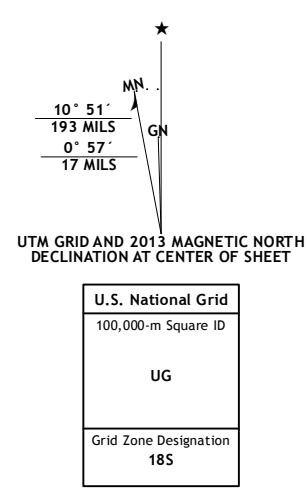 ★
MN
GN
10° 51´
193 MILS
0° 57´
17 MILS
UTM GRID AND 2013 MAGNETIC NORTH
DECLINATION AT CENTER OF SHEET
U.S. National Grid
100,000-m Square ID
UG
Grid Zone Designation
18S